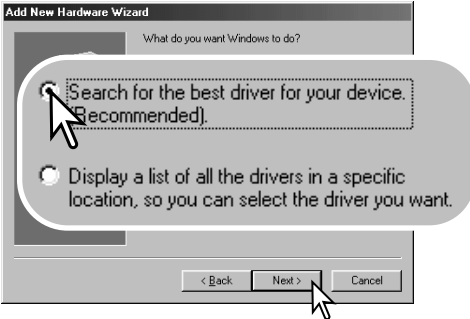 Add New Hardware Wizard
What do you want Windows to do?
Search for the best driver for your device.
(Recommended).
Display a list of all the drivers in a specific
location, so you can select the driver you want.
< Back
Next >
Cancel